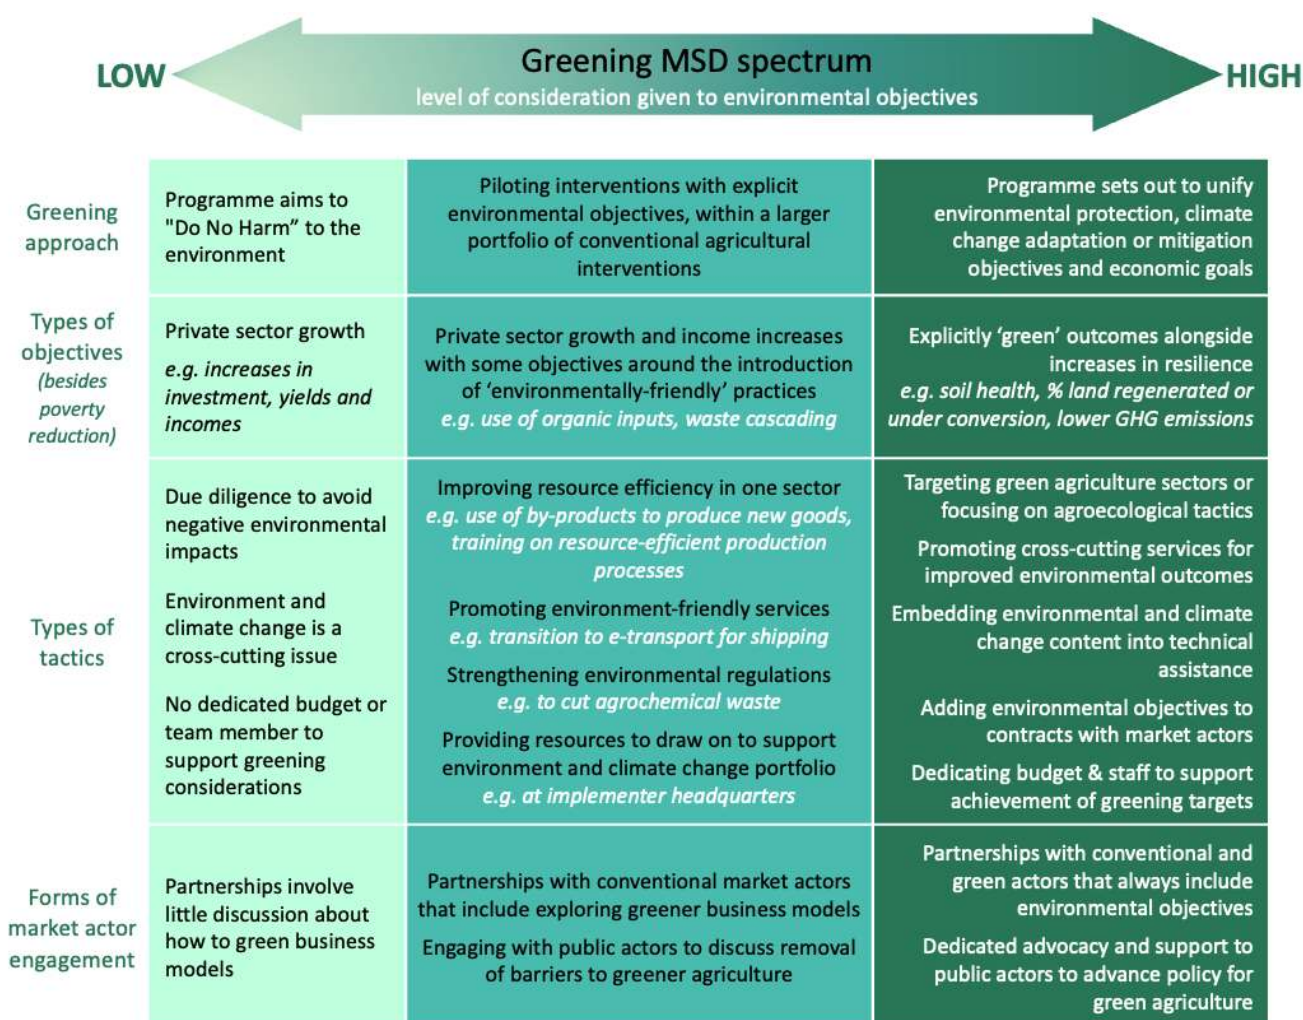 Greening MSD spectrum
LOW
HIGH
level of consideration given to environmental objectives
Greening
approach
Programme aims to
"Do No Harm” to the
environment
Piloting interventions with explicit
environmental objectives, within a larger
portfolio of conventional agricultural
interventions
Programme sets out to unify
environmental protection, climate
change adaptation or mitigation
objectives and economic goals
Types of
objectives
(besides
poverty
reduction)
Private sector growth
e.g. increases in
investment, yields and
incomes
Private sector growth and income increases
with some objectives around the introduction
of ‘environmentally-friendly’ practices
e.g. use of organic inputs, waste cascading
Explicitly ‘green’ outcomes alongside
increases in resilience
e.g. soil health, % land regenerated or
under conversion, lower GHG emissions
Types of
tactics
Due diligence to avoid
negative environmental
impacts
Environment and
climate change is a
cross-cutting issue
No dedicated budget or
team member to
support greening
considerations
Improving resource efficiency in one sector
e.g. use of by-products to produce new goods,
training on resource-efficient production
processes
Promoting environment-friendly services
e.g. transition to e-transport for shipping
Strengthening environmental regulations
e.g. to cut agrochemical waste
Providing resources to draw on to support
environment and climate change portfolio
e.g. at implementer headquarters
Targeting green agriculture sectors or
focusing on agroecological tactics
Promoting cross-cutting services for
improved environmental outcomes
Embedding environmental and climate
change content into technical
assistance
Adding environmental objectives to
contracts with market actors
Dedicating budget & staff to support
achievement of greening targets
Forms of
market actor
engagement
Partnerships involve
little discussion about
how to green business
models
Partnerships with conventional market actors
that include exploring greener business models
Engaging with public actors to discuss removal
of barriers to greener agriculture
Partnerships with conventional and
green actors that always include
environmental objectives
Dedicated advocacy and support to
public actors to advance policy for
green agriculture